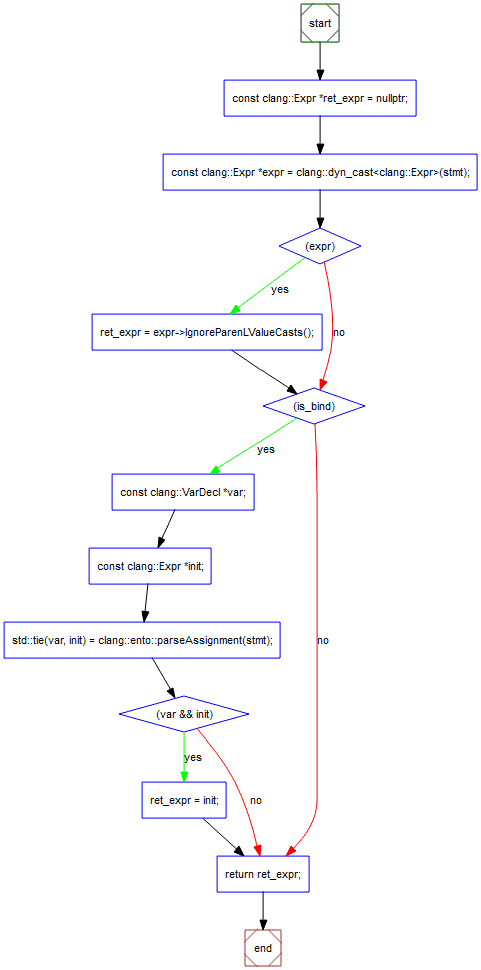 start
const clang::Expr *ret_expr = nullptr;
const clang::Expr *expr = clang::dyn_cast<clang::Expr>(stmt);
(expr)
yes
ret_expr = expr->IgnoreParenLValueCasts();
no
(is_bind)
yes
const clang::VarDecl *var;
const clang::Expr *init;
std::tie(var, init) = clang::ento::parseAssignment(stmt);
no
(var && init)
yes
ret_expr = init;
no
return ret_expr;
end